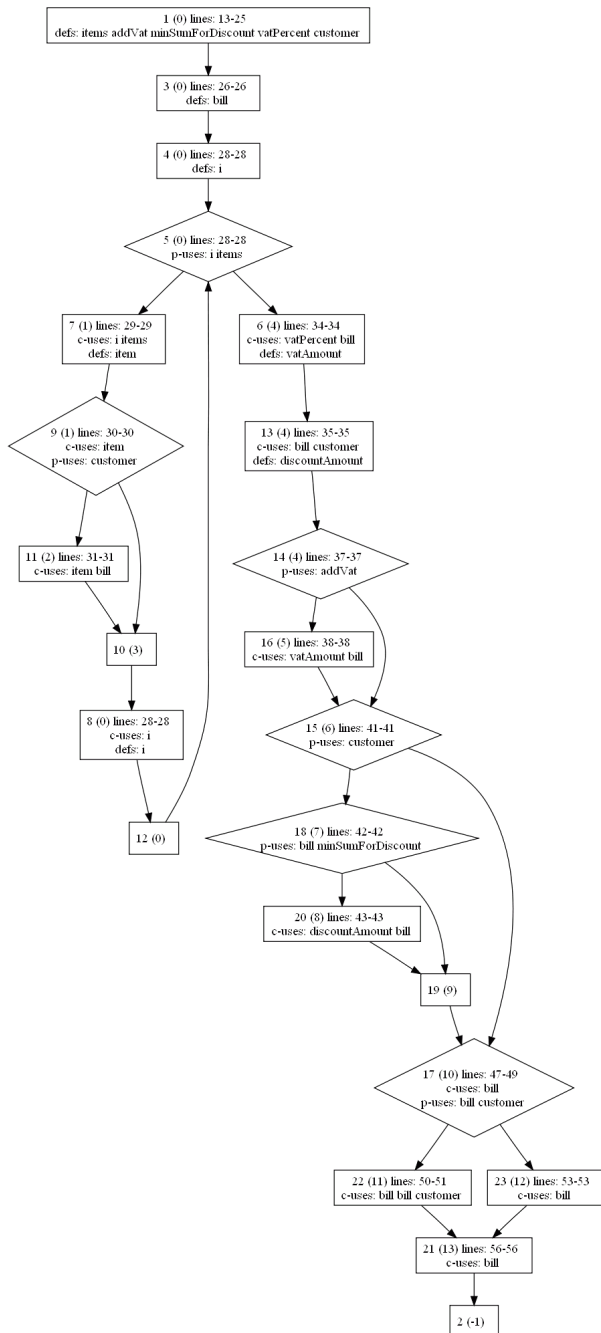 1 (0) lines: 13-25
defs: items addVat minSumForDiscount vatPercent customer
3 (0) lines: 26-26
defs: bill
4 (0) lines: 28-28
defs: i
5 (0) lines: 28-28
p-uses: i items
7 (1) lines: 29-29
c-uses: i items
defs: item
6 (4) lines: 34-34
c-uses: vatPercent bill
defs: vatAmount
9 (1) lines: 30-30
c-uses: item
p-uses: customer
13 (4) lines: 35-35
c-uses: bill customer
defs: discountAmount
11 (2) lines: 31-31
c-uses: item bill
14 (4) lines: 37-37
p-uses: addVat
10 (3)
16 (5) lines: 38-38
c-uses: vatAmount bill
8 (0) lines: 28-28
c-uses: i
defs: i
15 (6) lines: 41-41
p-uses: customer
12 (0)
18 (7) lines: 42-42
p-uses: bill minSumForDiscount
20 (8) lines: 43-43
c-uses: discountAmount bill
19 (9)
17 (10) lines: 47-49
c-uses: bill
p-uses: bill customer
22 (11) lines: 50-51
c-uses: bill bill customer
23 (12) lines: 53-53
c-uses: bill
21 (13) lines: 56-56
c-uses: bill
2 (-1)